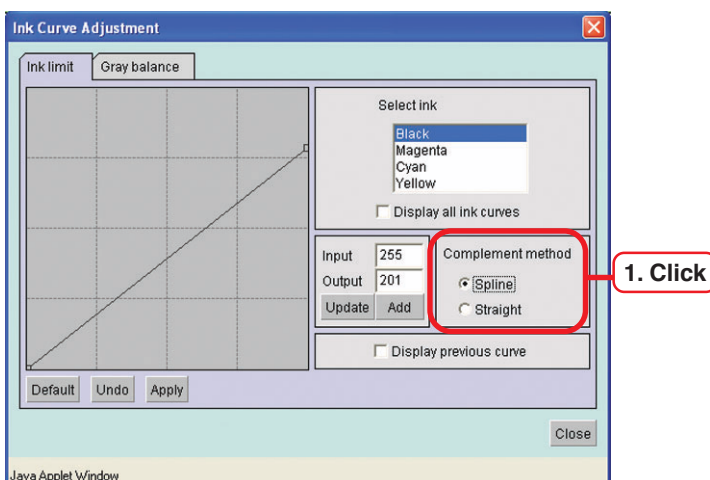 Ink Curve Adjustment
Ink limit
Gray balance
Select ink
Black
Magenta
Cyan
Yellow
Display all ink curves
Input 255
Output 201
Update Add
Complement method
Spline
Straight
1. Click
Display previous curve
Default Undo Apply
Close
Java Applet Window